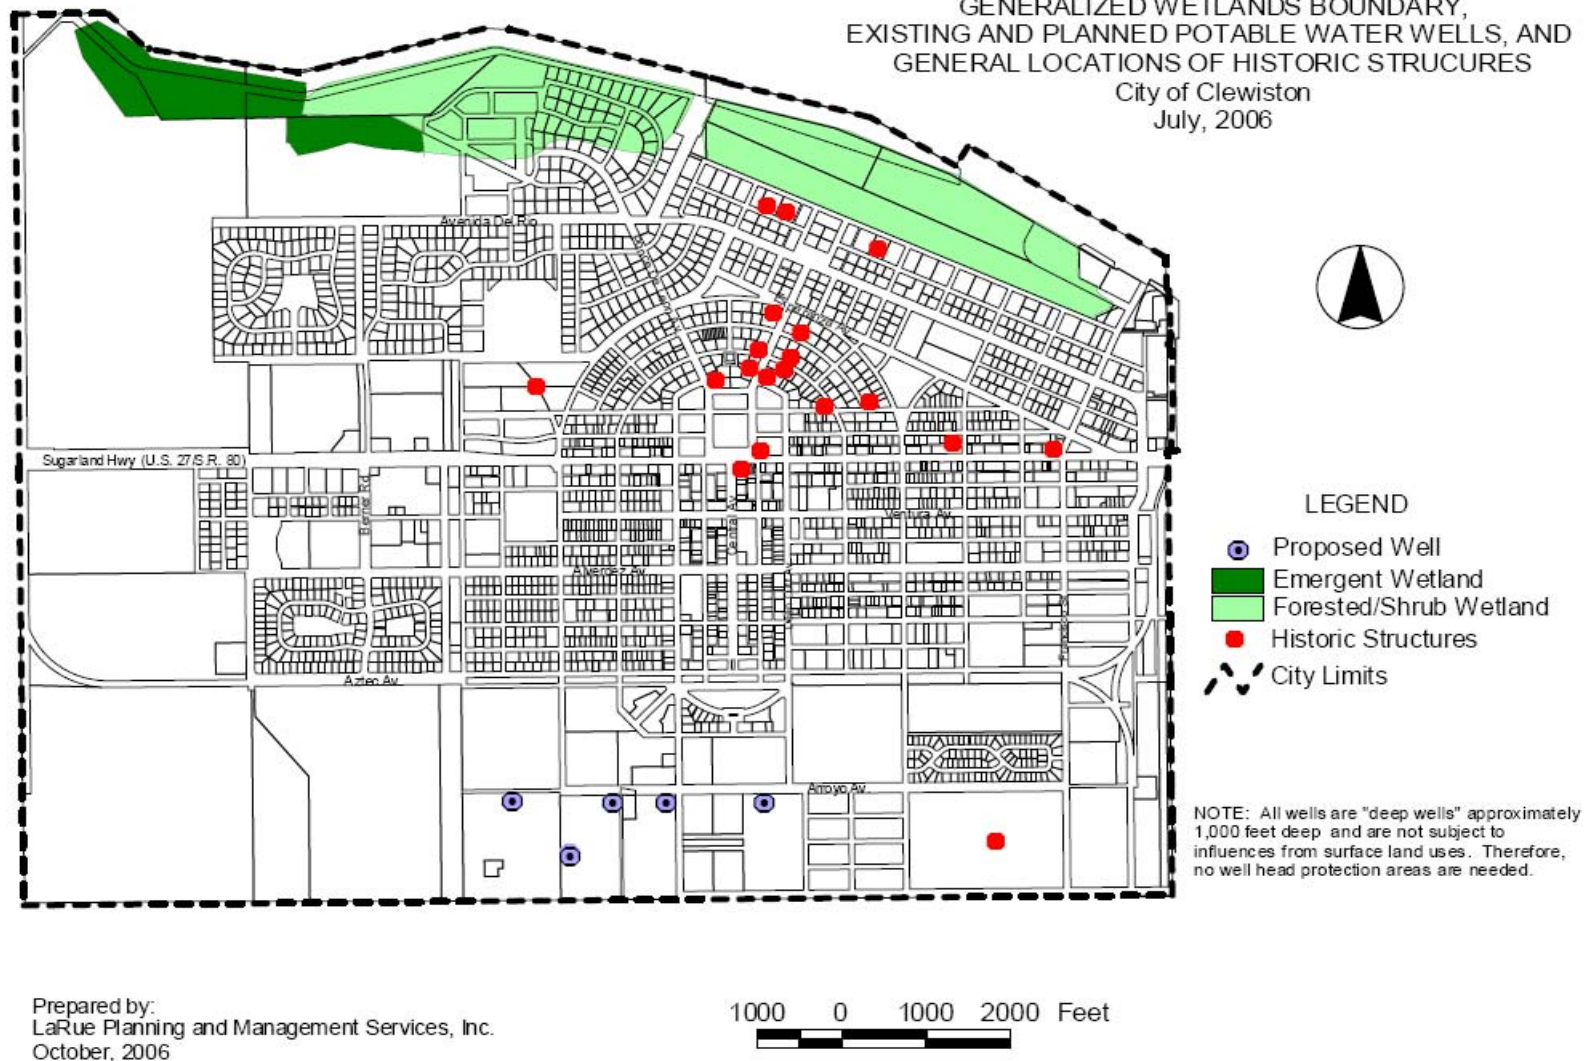 GENERALIZED WETLANDS BOUNDARY,
EXISTING AND PLANNED POTABLE WATER WELLS, AND
GENERAL LOCATIONS OF HISTORIC STRUCURES
City of Clewiston
July, 2006
Avenida Del Rio
Sugarland Hwy (U.S. 27/S.R. 80)
Berner Rd
Ventura Av
Alverdez Av
Aztec Av
Arroyo Av.
LEGEND
Proposed Well
Emergent Wetland
Forested/Shrub Wetland
Historic Structures
City Limits
NOTE: All wells are "deep wells" approximately
1,000 feet deep and are not subject to
influences from surface land uses. Therefore,
no well head protection areas are needed.
Prepared by:
LaRue Planning and Management Services, Inc.
October, 2006
1000 0 1000 2000 Feet